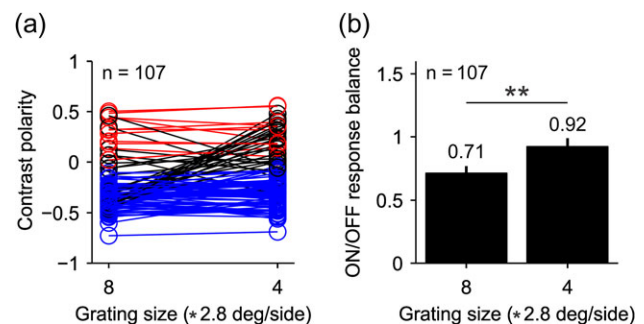 (a)
Contrast polarity
1
0.5
0
−0.5
−1
n = 107
8
4
Grating size (*2.8 deg/side)
(b)
ON/OFF response balance
1.5
1
0.5
0
n = 107
**
0.71
0.92
8
4
Grating size (*2.8 deg/side)